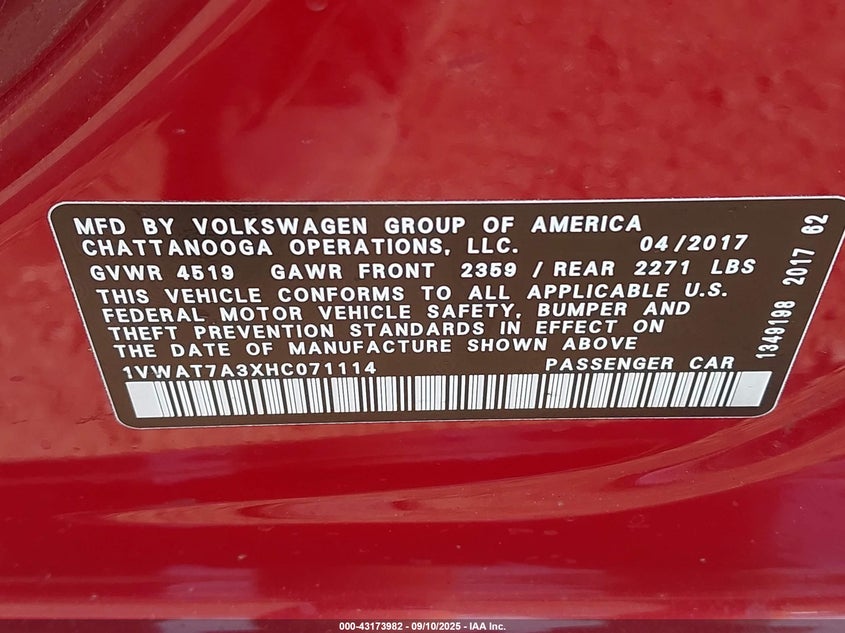 MFD BY VOLKSWAGEN GROUP OF AMERICA
CHATTANOOGA OPERATIONS, LLC. 04/2017
GVWR 4519 GAWR FRONT 2359 / REAR 2271 LBS
THIS VEHICLE CONFORMS TO ALL APPLICABLE U.S.
FEDERAL MOTOR VEHICLE SAFETY, BUMPER AND
THEFT PREVENTION STANDARDS IN EFFECT ON
THE DATE OF MANUFACTURE SHOWN ABOVE
1VWAT7A3XHC071114 PASSENGER CAR
1349198 2017 62
000-43173982 - 09/10/2025 - IAA Inc.